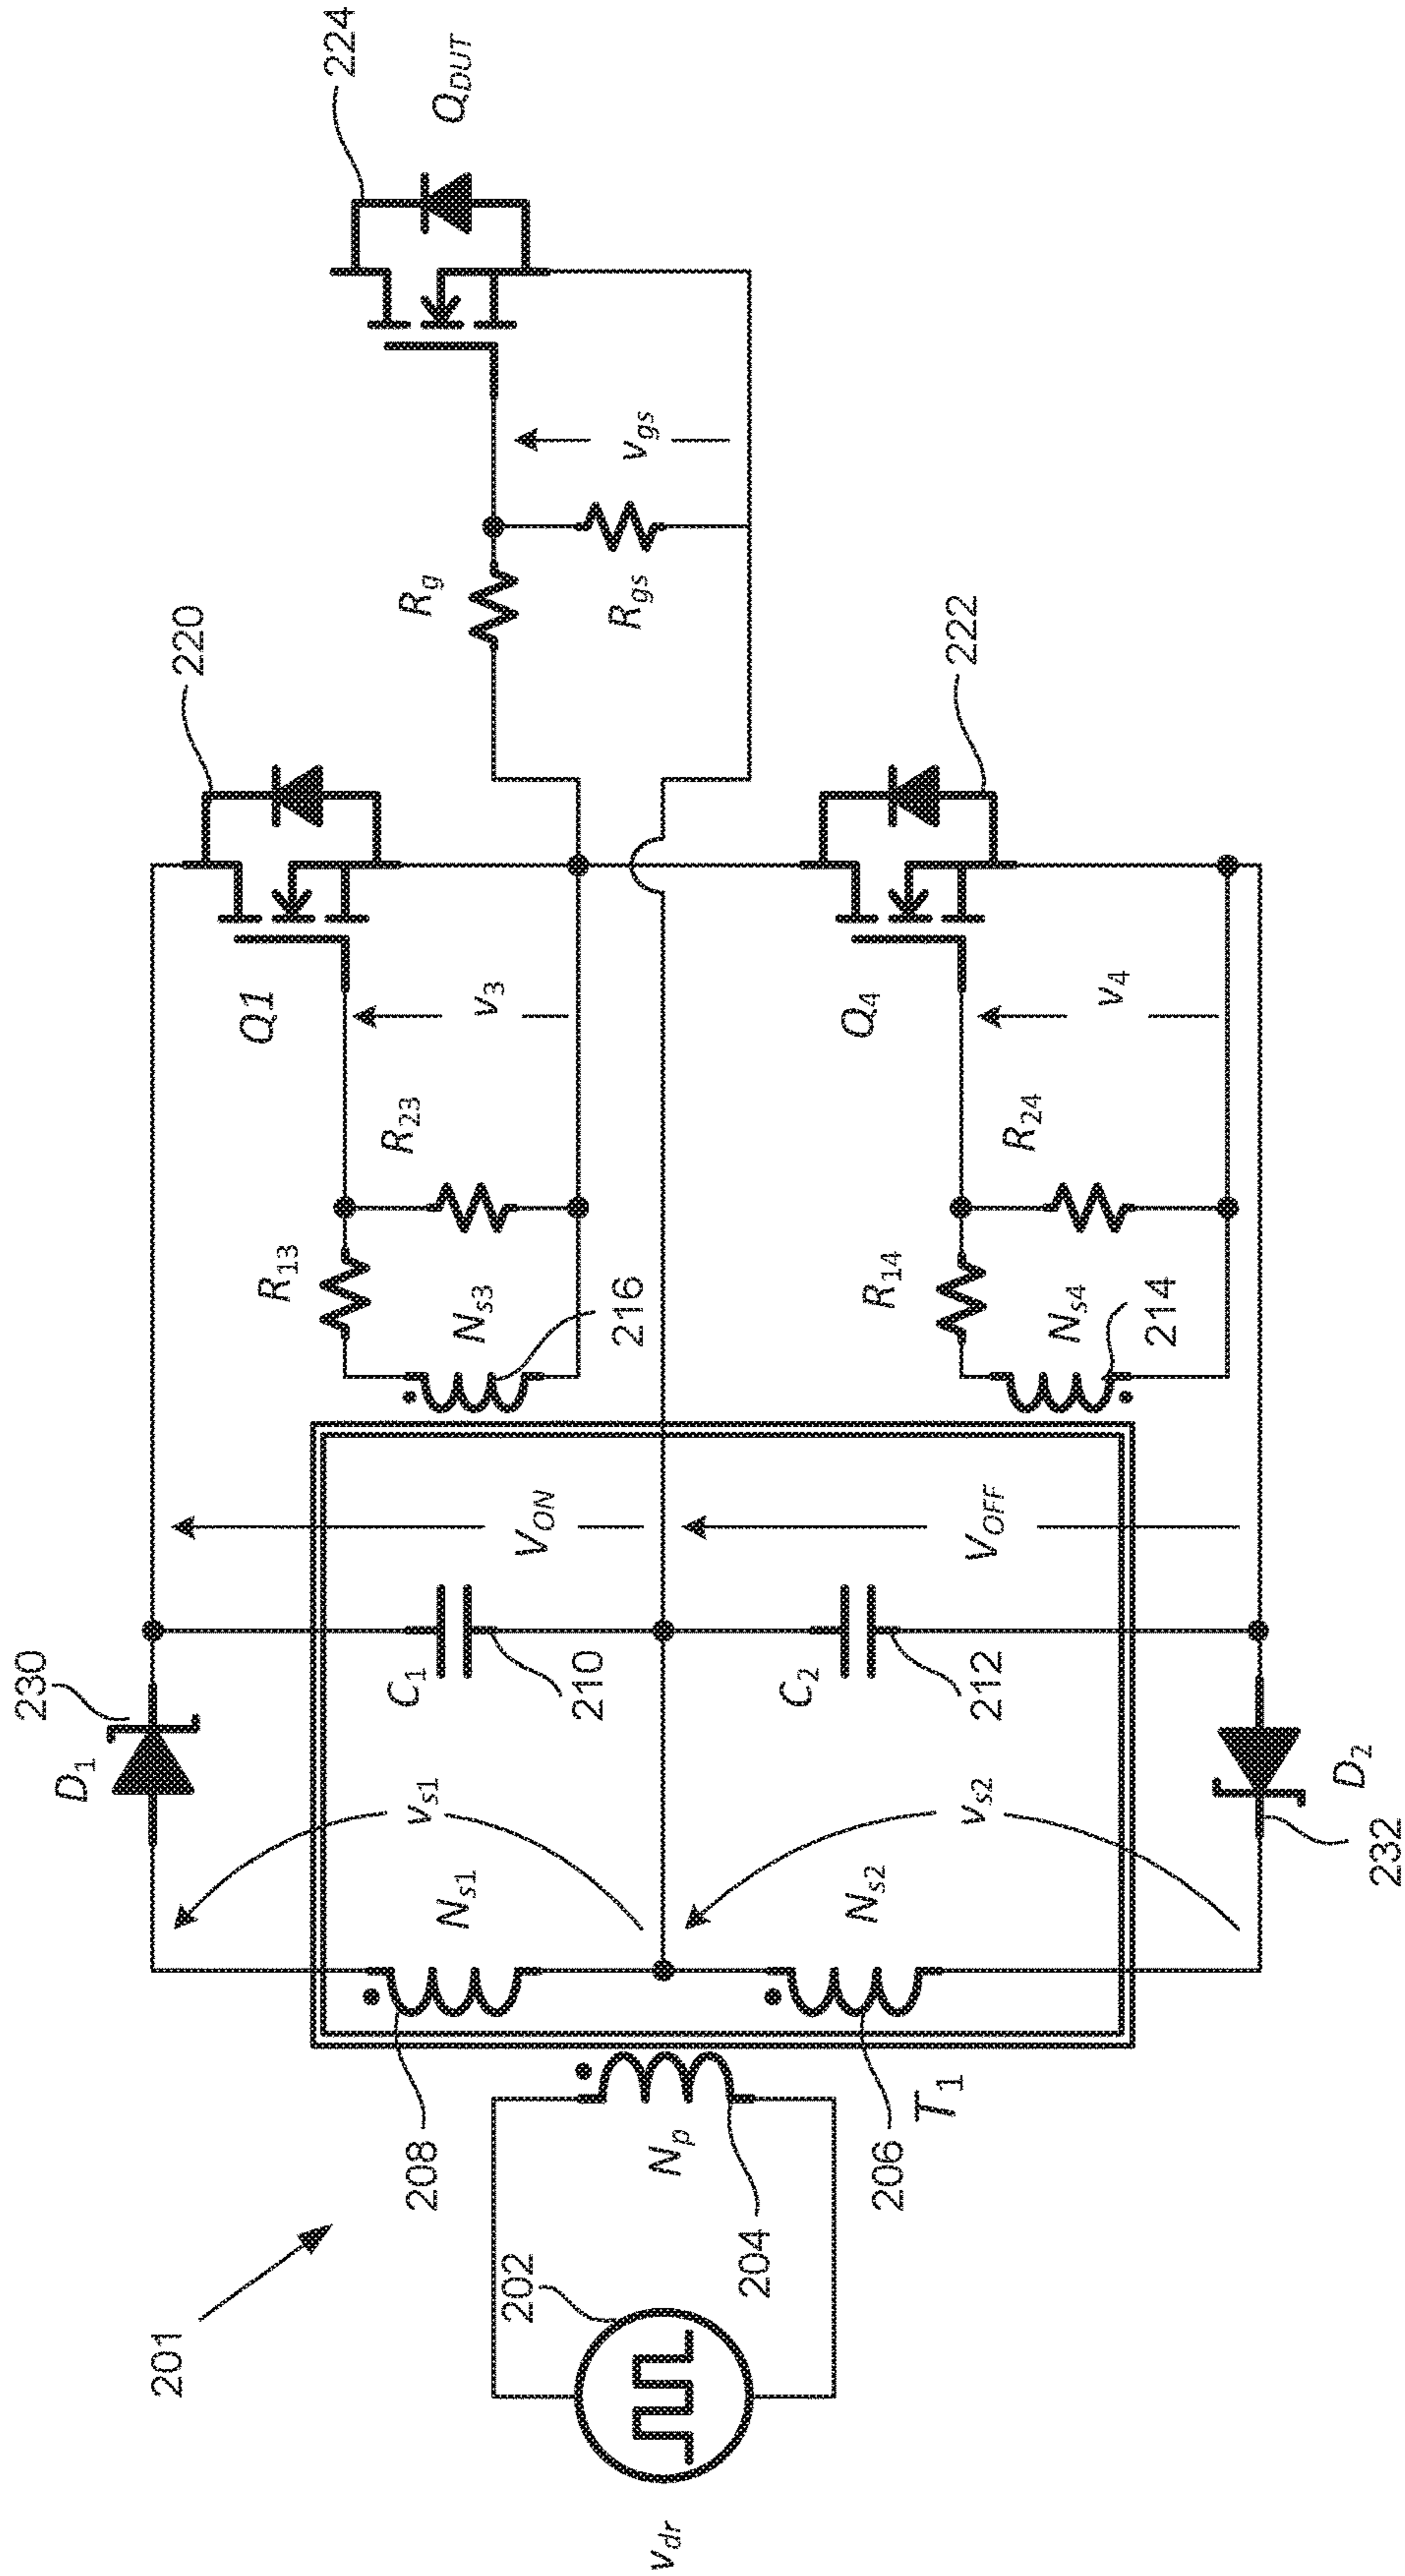 201
v_dr
202
204
N_p
T_1
208
206
N_s1
N_s2
v_s1
v_s2
230
D_1
232
D_2
C_1
210
C_2
212
V_ON
V_OFF
R_13
N_s3
216
R_23
R_14
N_s4
214
R_24
v_3
v_4
Q1
Q_4
220
222
R_g
R_gs
v_gs
224
Q_DUT